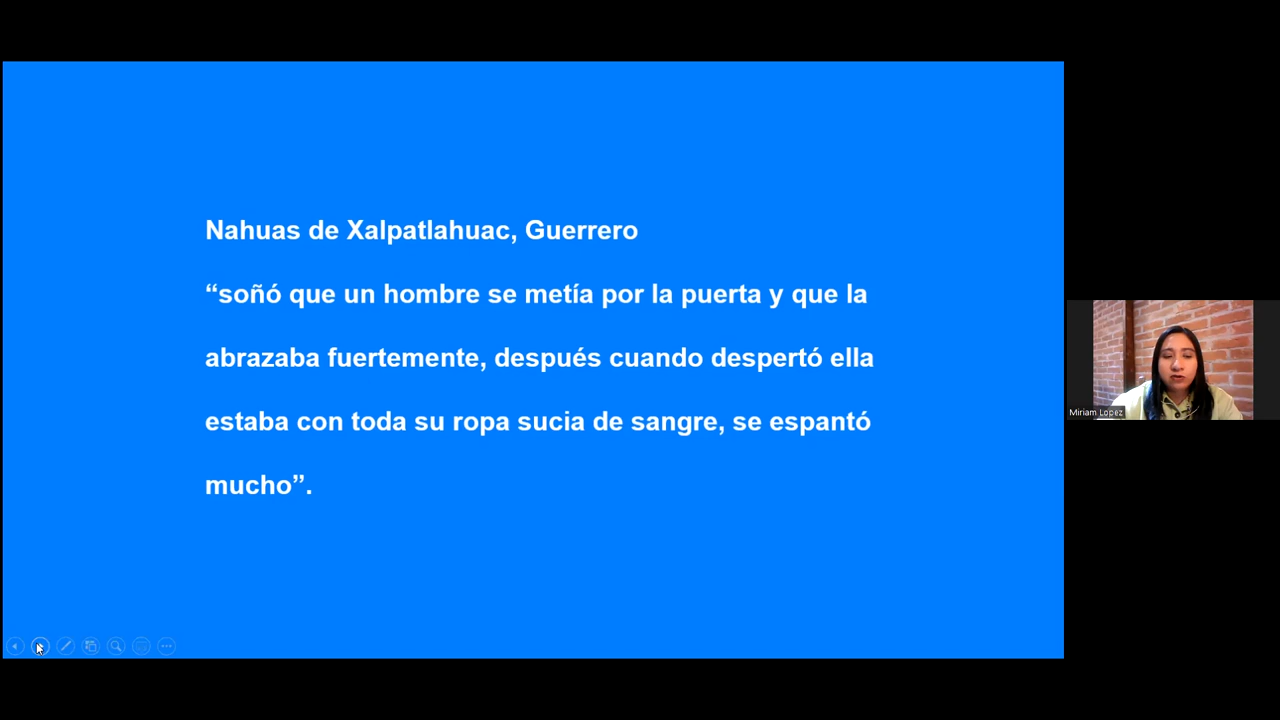 Nahuas de Xalpatlahuac, Guerrero
“soñó que un hombre se metía por la puerta y que la
abrazaba fuertemente, después cuando despertó ella
estaba con toda su ropa sucia de sangre, se espantó
mucho”.
Miriam Lopez